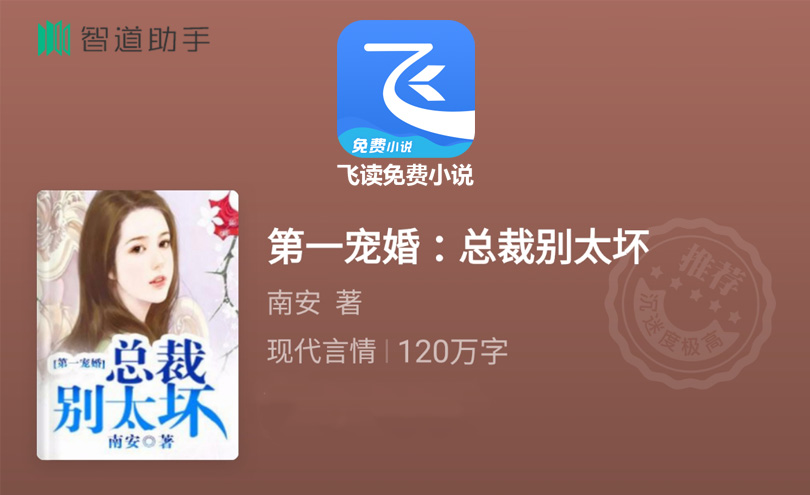 智道助手
免费小说
飞读免费小说
第一宠婚：总裁别太坏
南安 著
现代言情 | 120万字
推荐
沉迷度极高
[第一宠婚]
总裁
别太坏
南安◎著